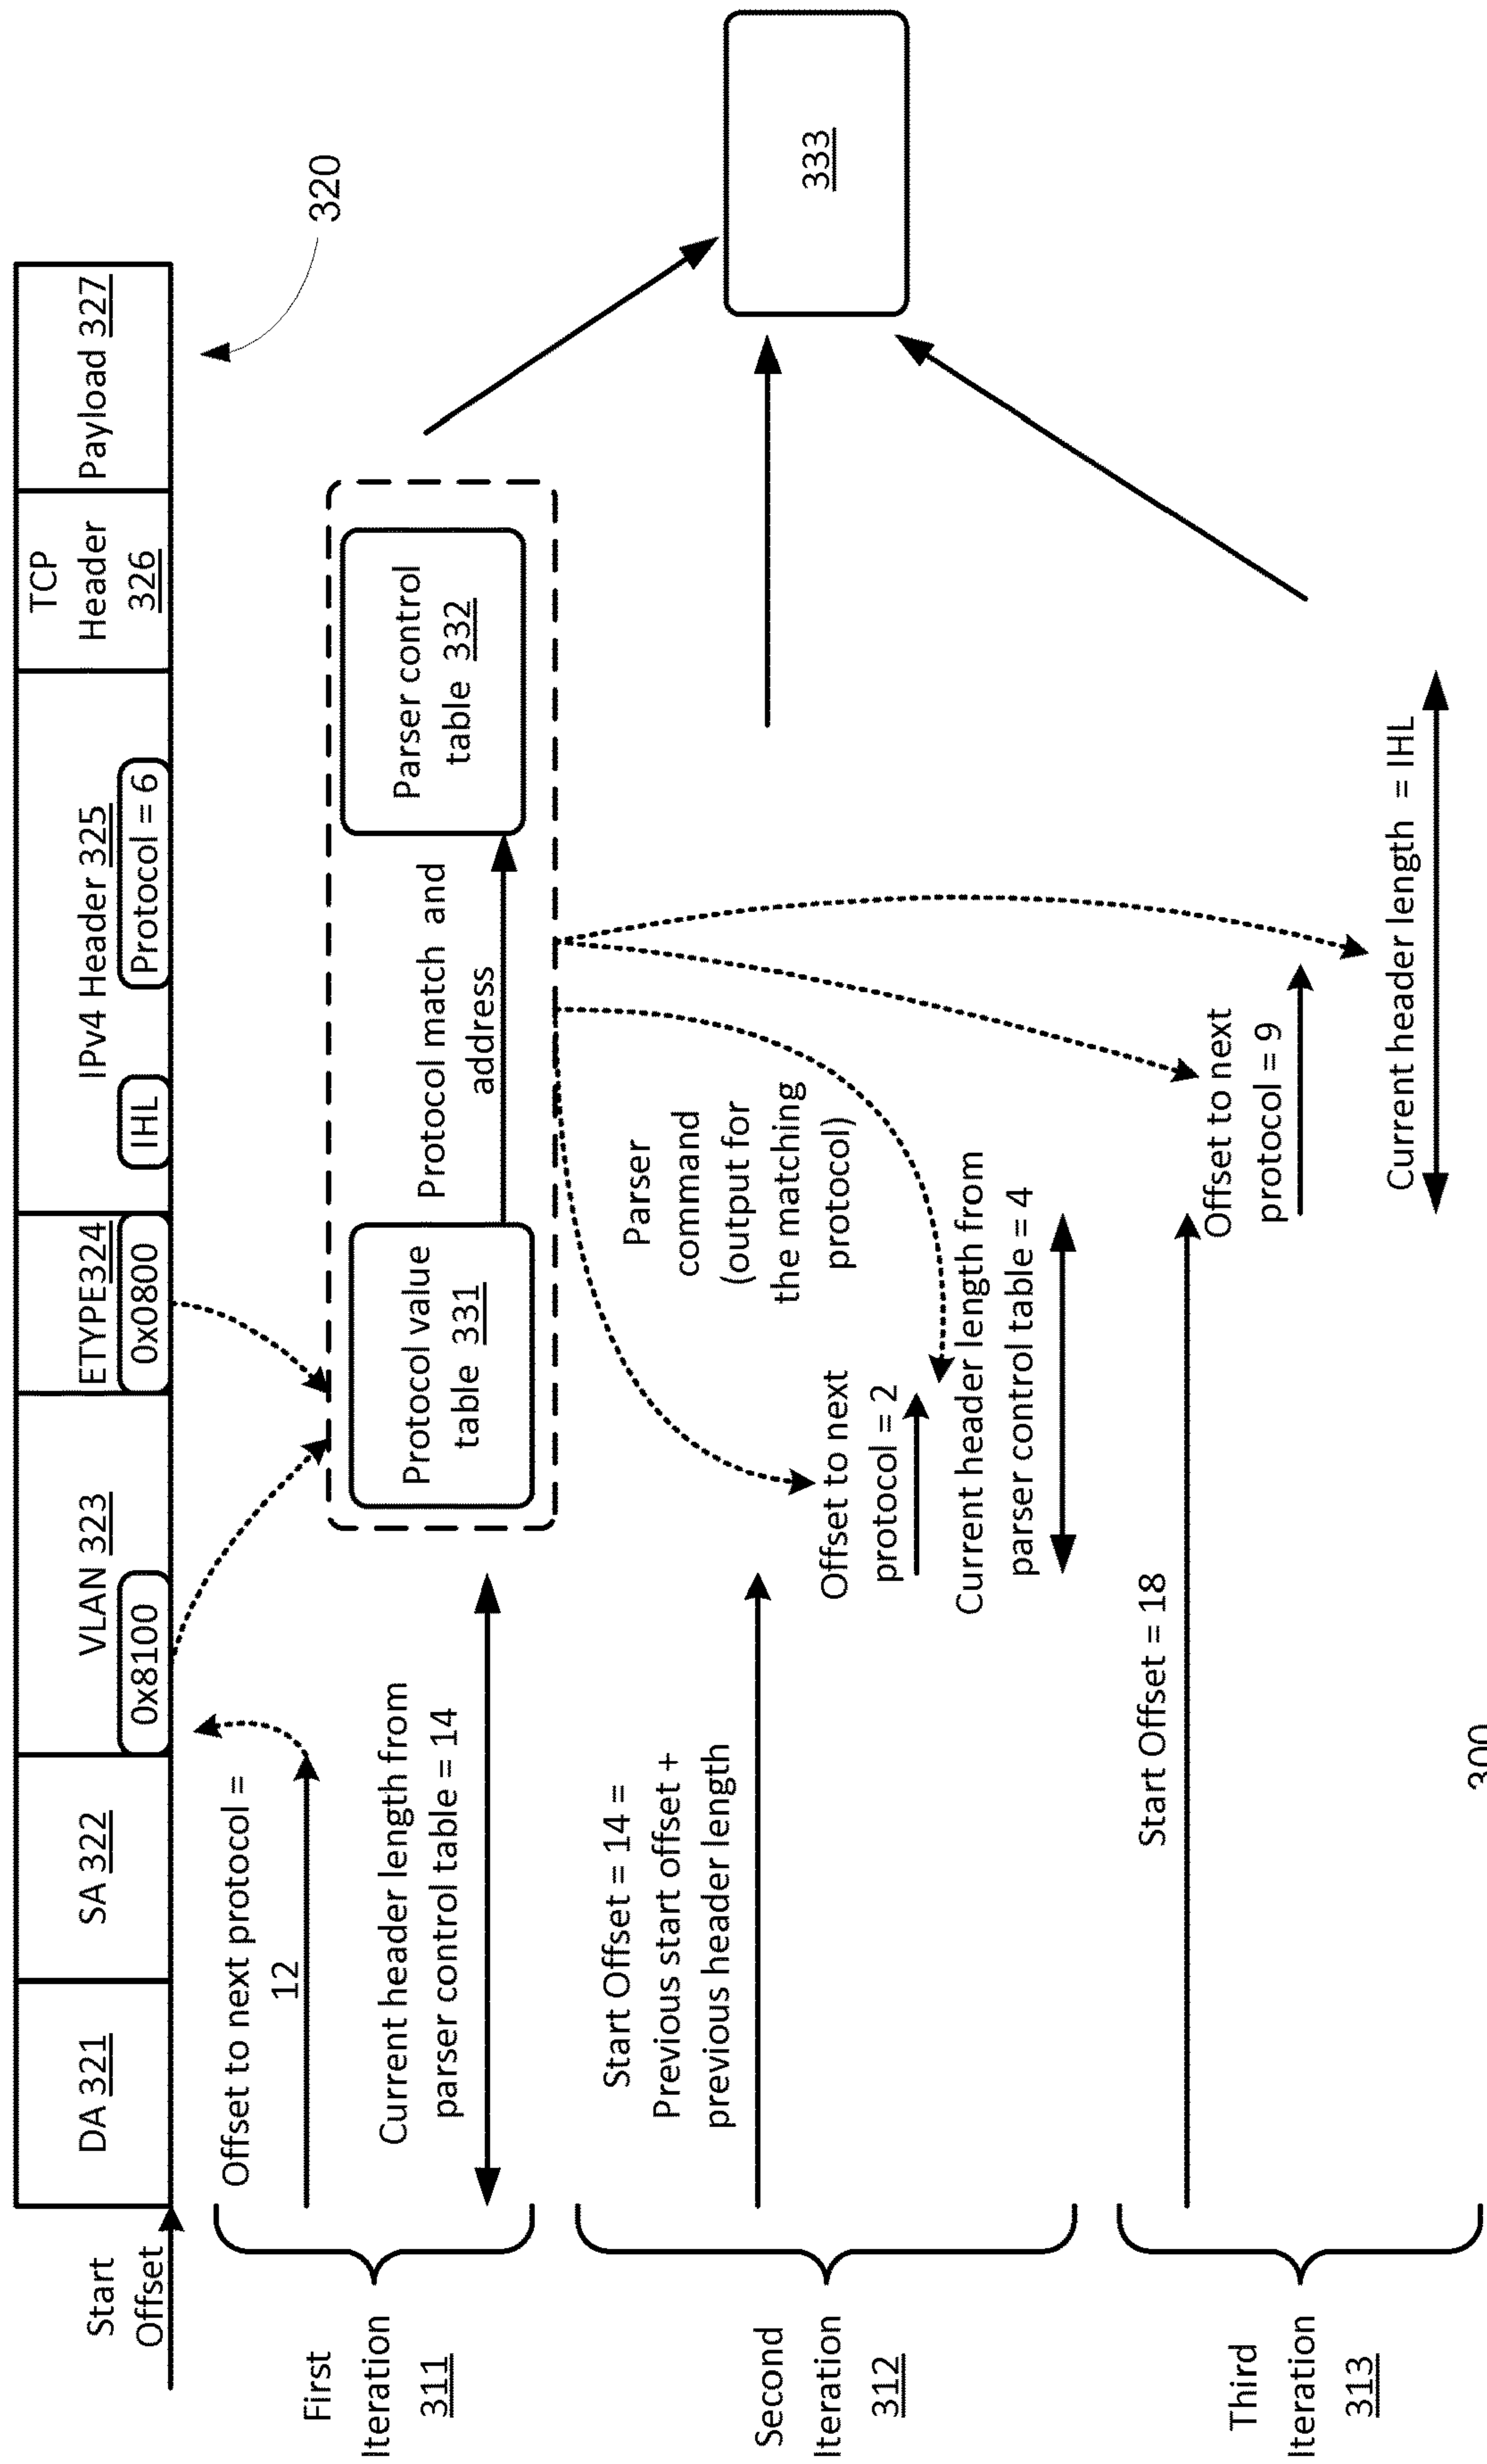 Start
Offset
DA 321
SA 322
VLAN 323
0x8100
ETYPE324
0x0800
IPv4 Header 325
IHL
Protocol = 6
TCP
Header
326
Payload 327
320
First
Iteration
311
Offset to next protocol =
12
Current header length from
parser control table = 14
Protocol value
table 331
Protocol match and
address
Parser control
table 332
333
Second
Iteration
312
Start Offset = 14 =
Previous start offset +
previous header length
Offset to next
protocol = 2
Current header length from
parser control table = 4
Parser
command
(output for
the matching
protocol)
Third
Iteration
313
Start Offset = 18
Offset to next
protocol = 9
Current header length = IHL
300